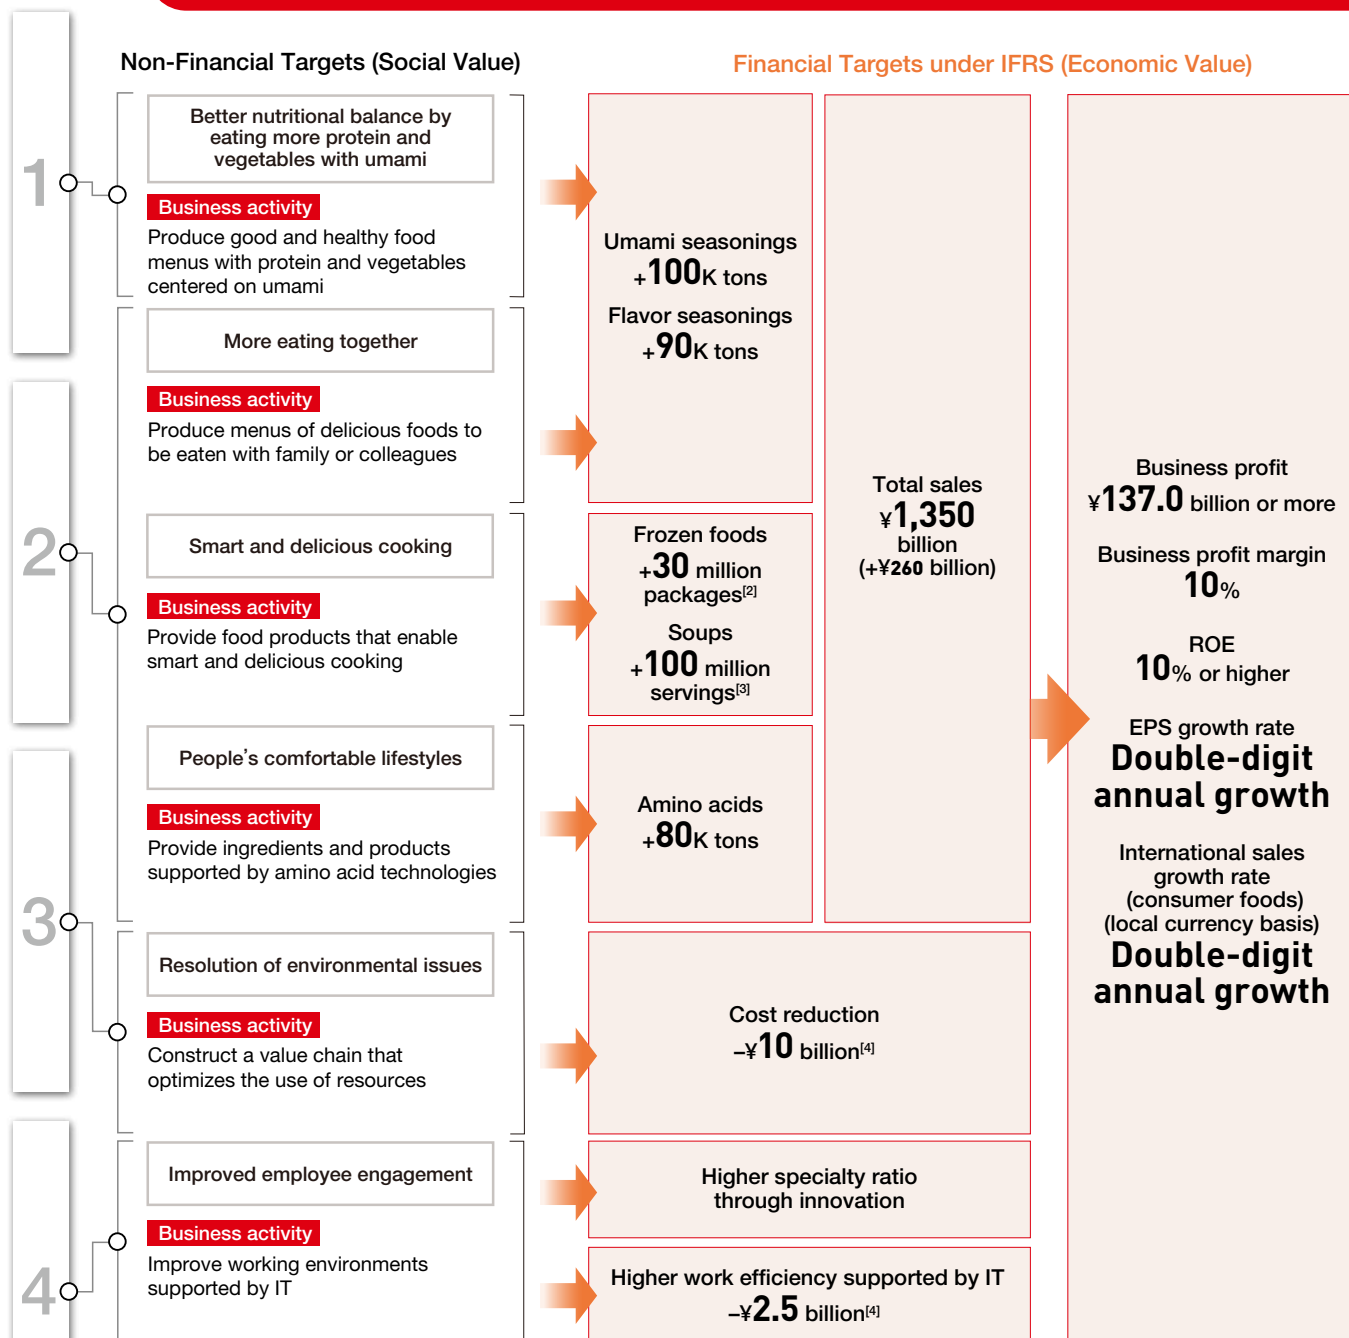 Non-Financial Targets (Social Value)
Financial Targets under IFRS (Economic Value)
1
Better nutritional balance by
eating more protein and
vegetables with umami
Business activity
Produce good and healthy food
menus with protein and vegetables
centered on umami
More eating together
Business activity
Produce menus of delicious foods to
be eaten with family or colleagues
Umami seasonings
+100K tons
Flavor seasonings
+90K tons
2
Smart and delicious cooking
Business activity
Provide food products that enable
smart and delicious cooking
Frozen foods
+30 million
packages[2]
Soups
+100 million
servings[3]
3
People's comfortable lifestyles
Business activity
Provide ingredients and products
supported by amino acid technologies
Amino acids
+80K tons
Total sales
¥1,350
billion
(+¥260 billion)
Resolution of environmental issues
Business activity
Construct a value chain that
optimizes the use of resources
Cost reduction
–¥10 billion[4]
4
Improved employee engagement
Business activity
Improve working environments
supported by IT
Higher specialty ratio
through innovation
Higher work efficiency supported by IT
–¥2.5 billion[4]
Business profit
¥137.0 billion or more
Business profit margin
10%
ROE
10% or higher
EPS growth rate
Double-digit
annual growth
International sales
growth rate
(consumer foods)
(local currency basis)
Double-digit
annual growth